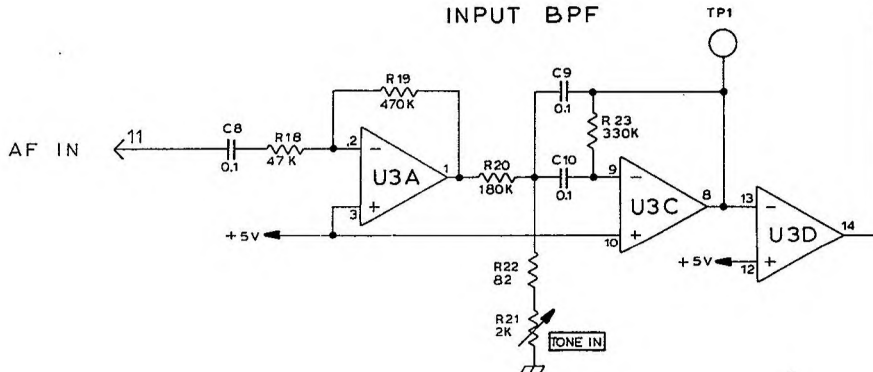 INPUT BPF
TP1
R19
470K
C9
0.1
R23
330K
AF IN
11
C8
0.1
R18
47K
2
3
1
U3A
R20
180K
C10
0.1
9
10
8
U3C
13
12
14
U3D
+5V
+5V
R22
82
R21
2K
TONE IN